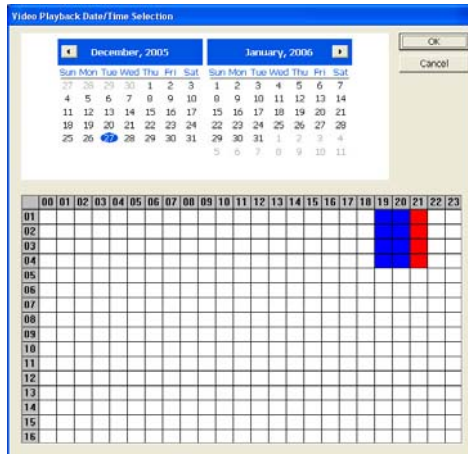 Video Playback Date/Time Selection
OK
Cancel
December, 2005 January, 2006
Sun Mon Tue Wed Thu Fri Sat Sun Mon Tue Wed Thu Fri Sat
27 28 29 30 1 2 3 1 2 3 4 5 6 7
4 5 6 7 8 9 10 8 9 10 11 12 13 14
11 12 13 14 15 16 17 15 16 17 18 19 20 21
18 19 20 21 22 23 24 22 23 24 25 26 27 28
25 26 27 28 29 30 31 29 30 31 1 2 3 4
5 6 7 8 9 10 11
00 01 02 03 04 05 06 07 08 09 10 11 12 13 14 15 16 17 18 19 20 21 22 23
01
02
03
04
05
06
07
08
09
10
11
12
13
14
15
16